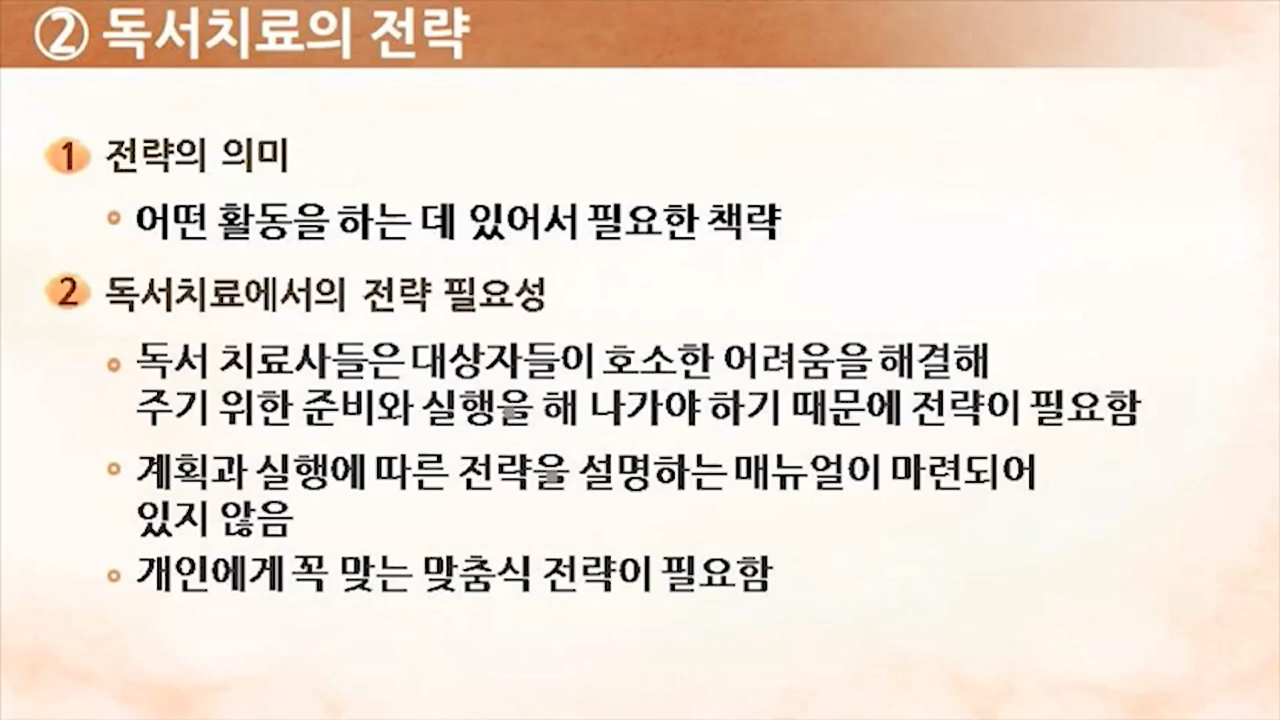 ② 독서치료의 전략
1 전략의 의미
어떤 활동을 하는 데 있어서 필요한 책략
2 독서치료에서의 전략 필요성
독서 치료사들은 대상자들이 호소한 어려움을 해결해
주기 위한 준비와 실행을 해 나가야 하기 때문에 전략이 필요함
계획과 실행에 따른 전략을 설명하는 매뉴얼이 마련되어
있지 않음
개인에게 꼭 맞는 맞춤식 전략이 필요함